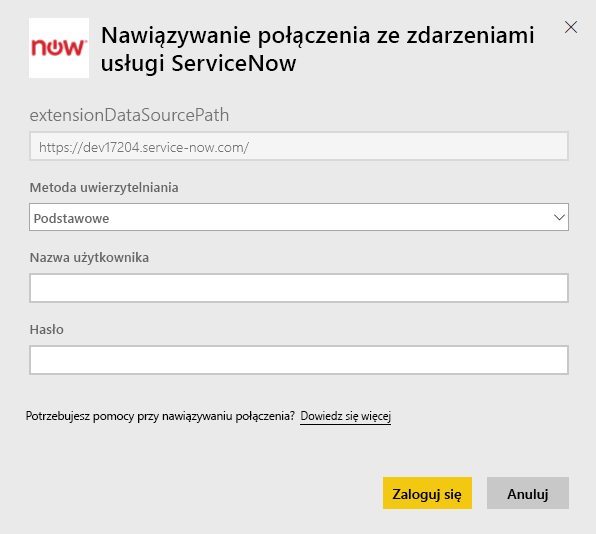 now
Nawiązywanie połączenia ze zdarzeniami
usługi ServiceNow
extensionDataSourcePath
https://dev17204.service-now.com/
Metoda uwierzytelniania
Podstawowe
Nazwa użytkownika
Hasło
Potrzebujesz pomocy przy nawiązywaniu połączenia? Dowiedz się więcej
Zaloguj się Anuluj